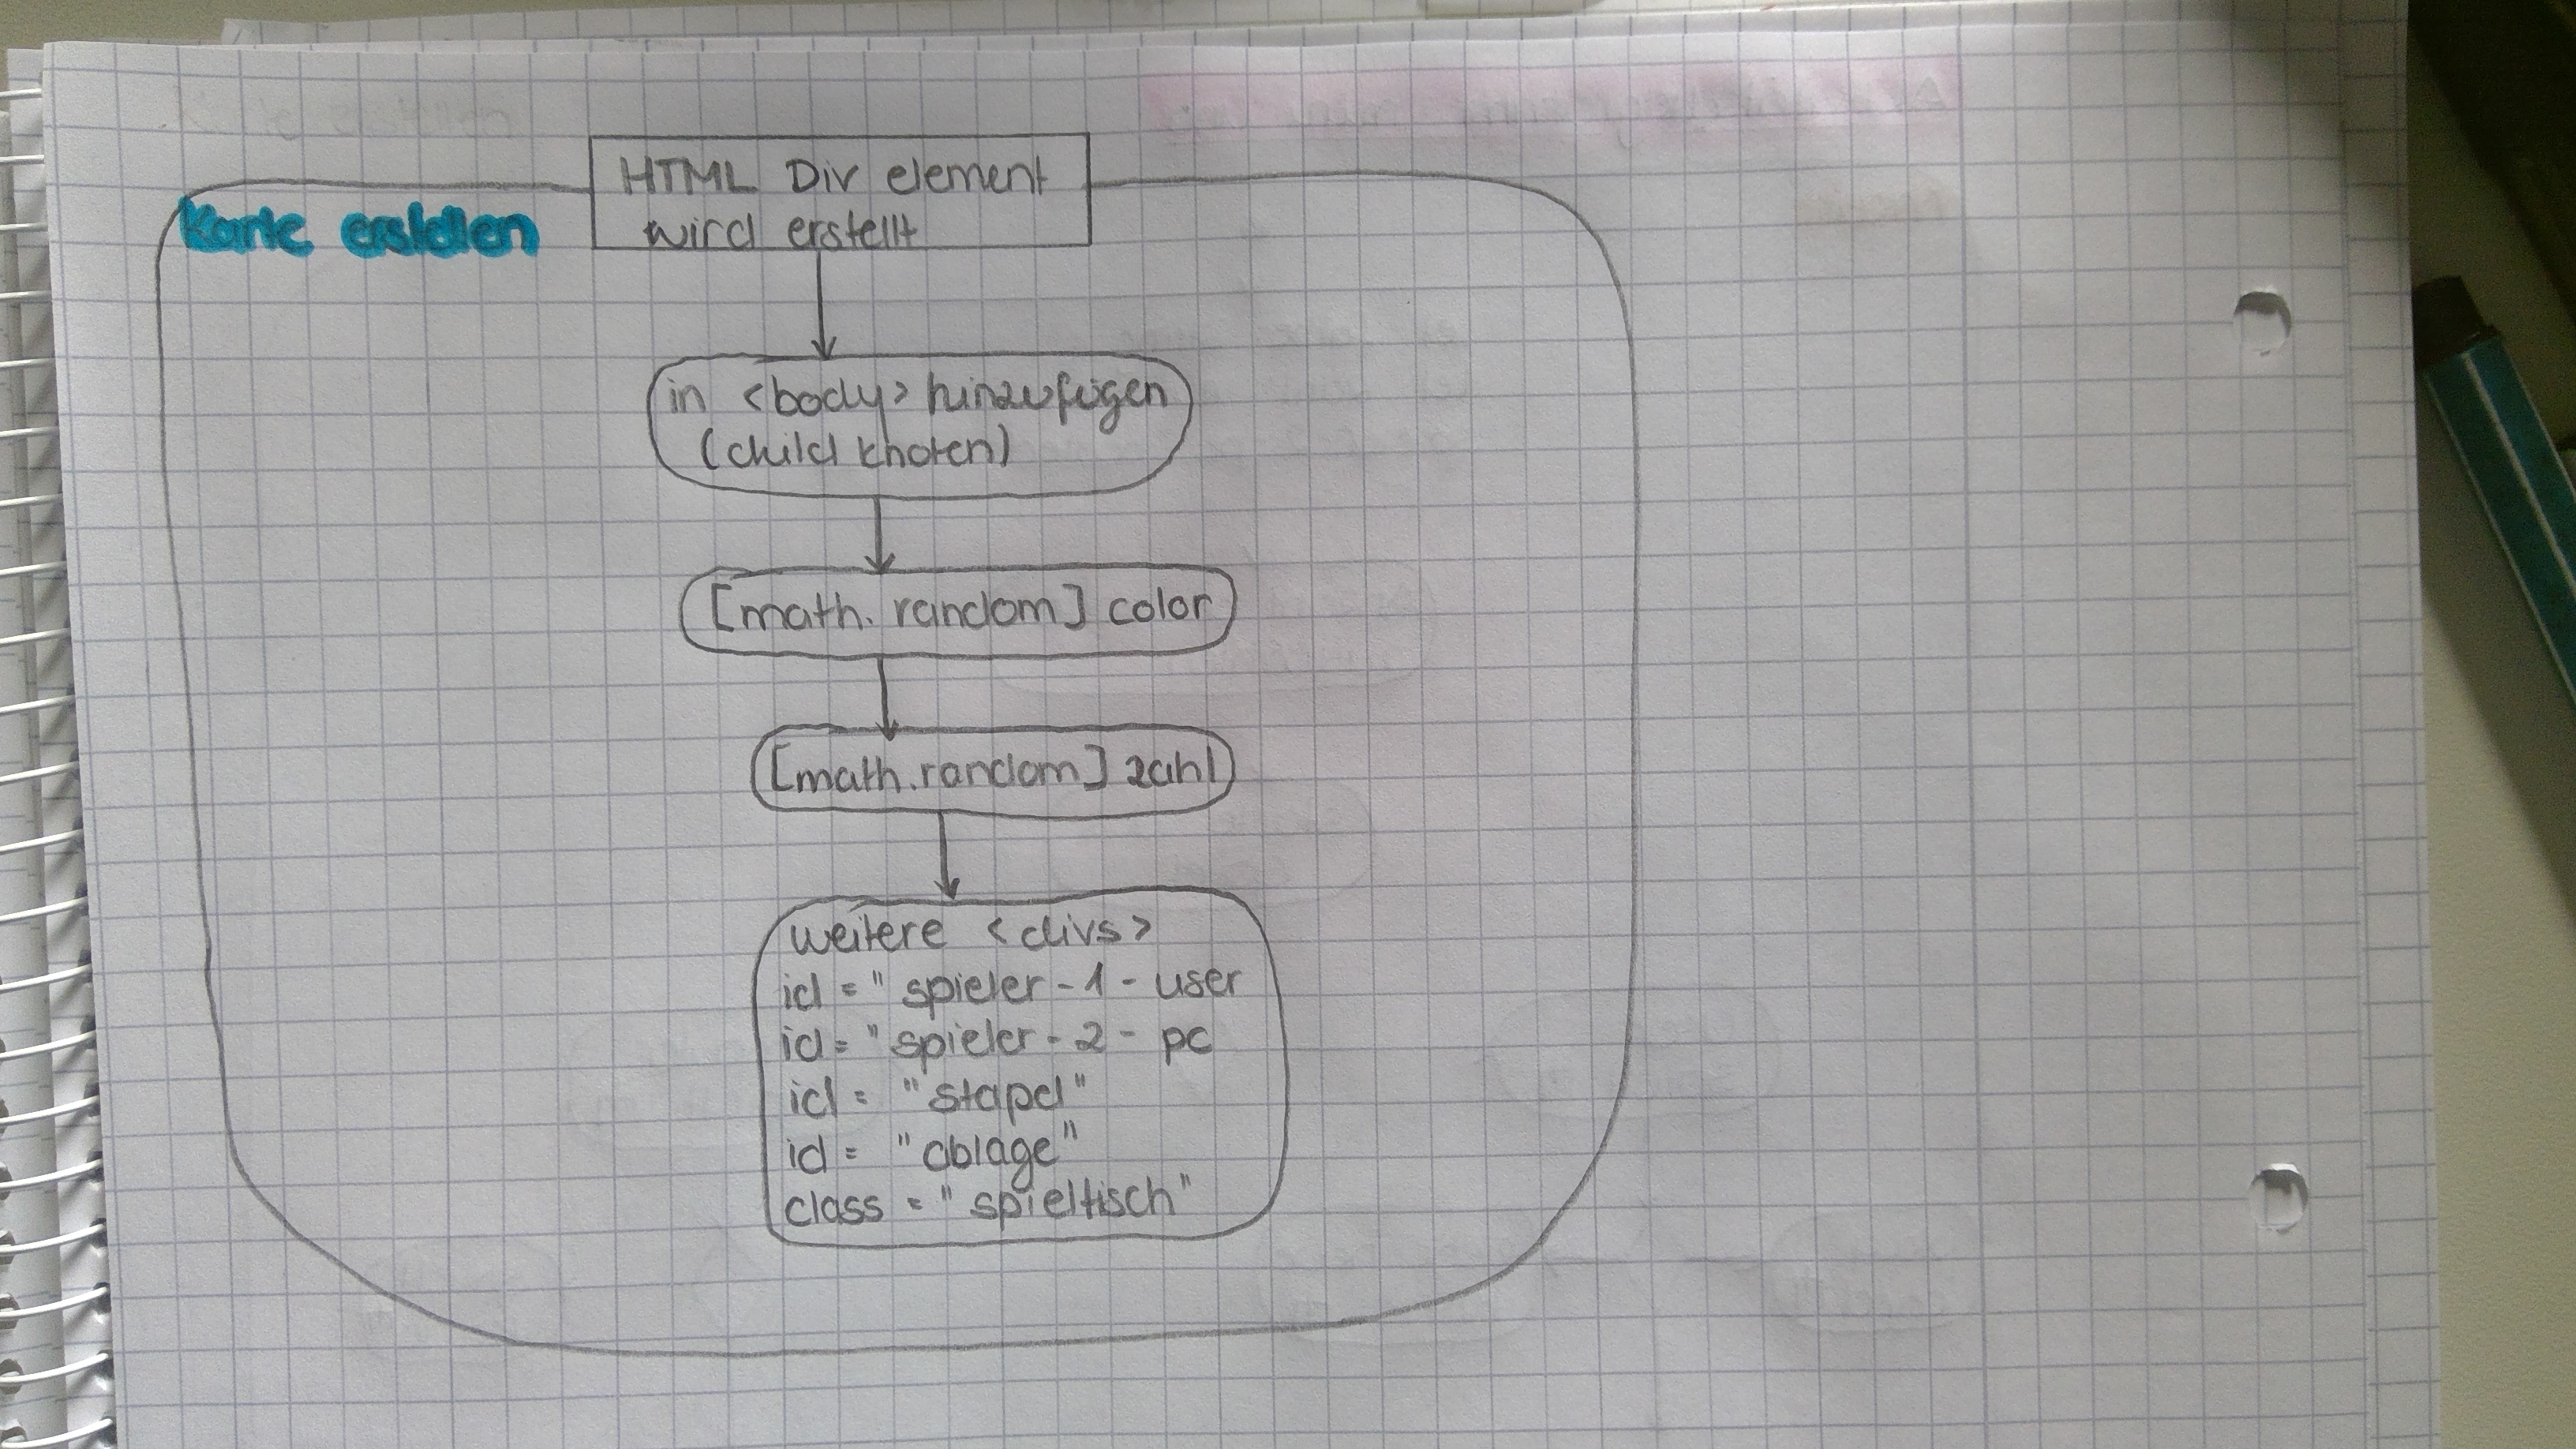 HTML Div element
wird erstellt
Karte erstellen
in <body> hinzufügen
(child knoten)
[math. random] color
[math.random] zahl
weitere <divs>
id = "spieler-1-user
id = "spieler-2-pc
id = "stapel"
id = "ablage"
class = "spieltisch"